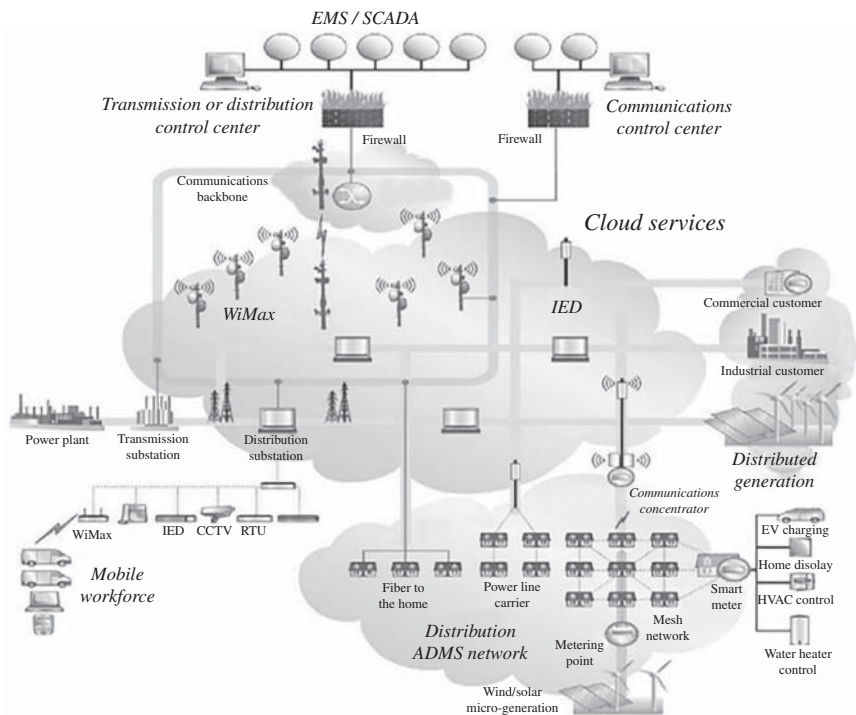 EMS / SCADA
Transmission or distribution
control center
Communications
control center
Firewall
Firewall
Communications
backbone
Cloud services
WiMax
IED
Commercial customer
Industrial customer
Power plant
Transmission
substation
Distribution
substation
Distributed
generation
Communications
concentrator
WiMax
IED
CCTV
RTU
EV charging
Home disolay
Smart
meter
HVAC control
Mobile
workforce
Fiber to
the home
Power line
carrier
Mesh
network
Distribution
ADMS network
Metering
point
Water heater
control
Wind/solar
micro-generation